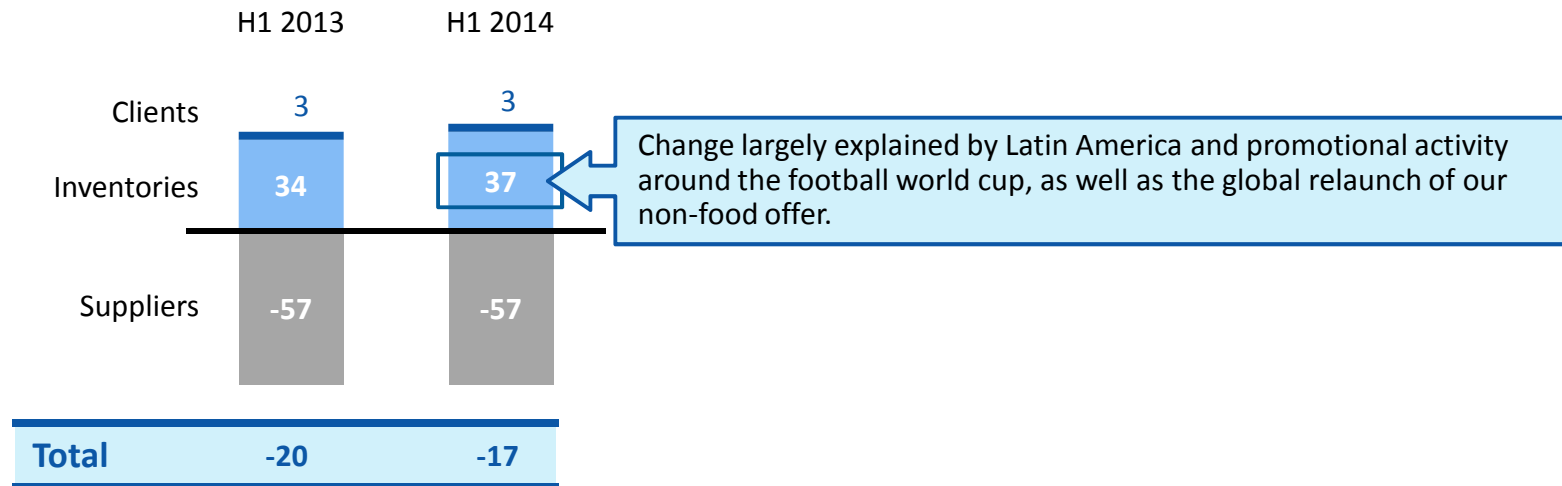 H1 2013 H1 2014
Clients 3 3
Inventories 34 37
Change largely explained by Latin America and promotional activity
around the football world cup, as well as the global relaunch of our
non-food offer.
Suppliers -57 -57
Total -20 -17